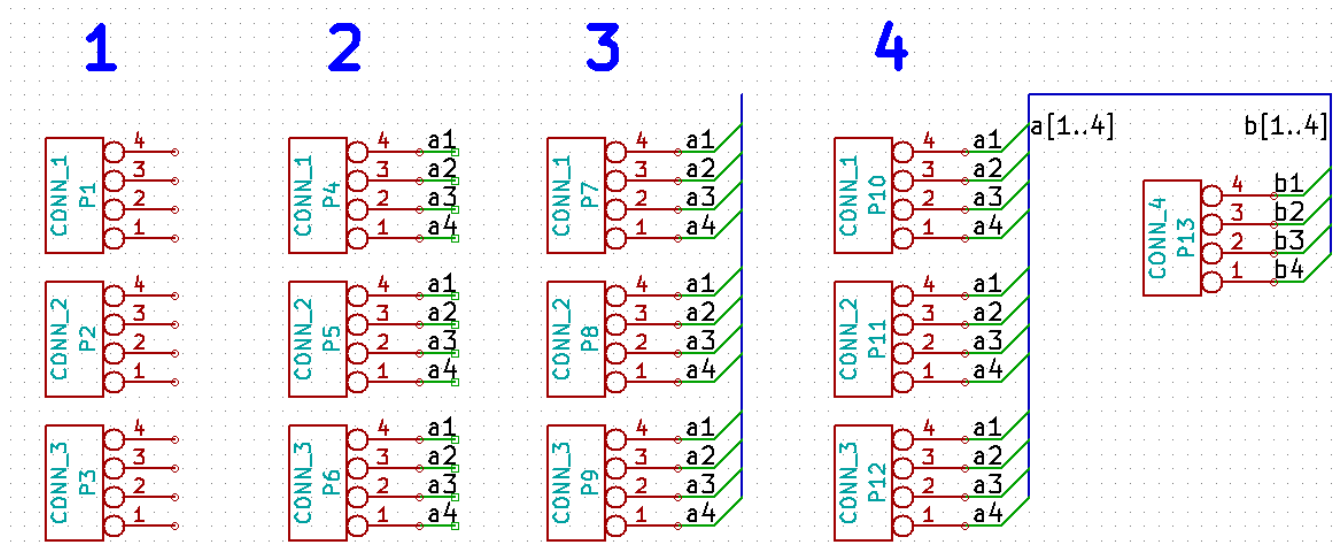 1 2 3 4
a[1..4] b[1..4]
CONN_1 P1 4 3 2 1
CONN_1 P4 4 a1 3 a2 2 a3 1 a4
CONN_1 P7 4 a1 3 a2 2 a3 1 a4
CONN_1 P10 4 a1 3 a2 2 a3 1 a4
CONN_4 P13 4 b1 3 b2 2 b3 1 b4
CONN_2 P2 4 3 2 1
CONN_2 P5 4 a1 3 a2 2 a3 1 a4
CONN_2 P8 4 a1 3 a2 2 a3 1 a4
CONN_2 P11 4 a1 3 a2 2 a3 1 a4
CONN_3 P3 4 3 2 1
CONN_3 P6 4 a1 3 a2 2 a3 1 a4
CONN_3 P9 4 a1 3 a2 2 a3 1 a4
CONN_3 P12 4 a1 3 a2 2 a3 1 a4